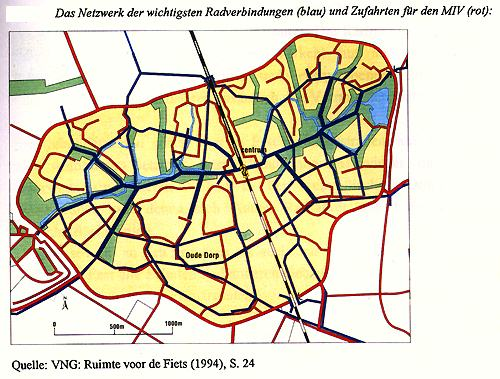 Das Netzwerk der wichtigsten Radverbindungen (blau) und Zufahrten für den MIV (rot):
centrum
Oude Dorp
N
0 500m 1000m
Quelle: VNG: Ruimte voor de Fiets (1994), S. 24